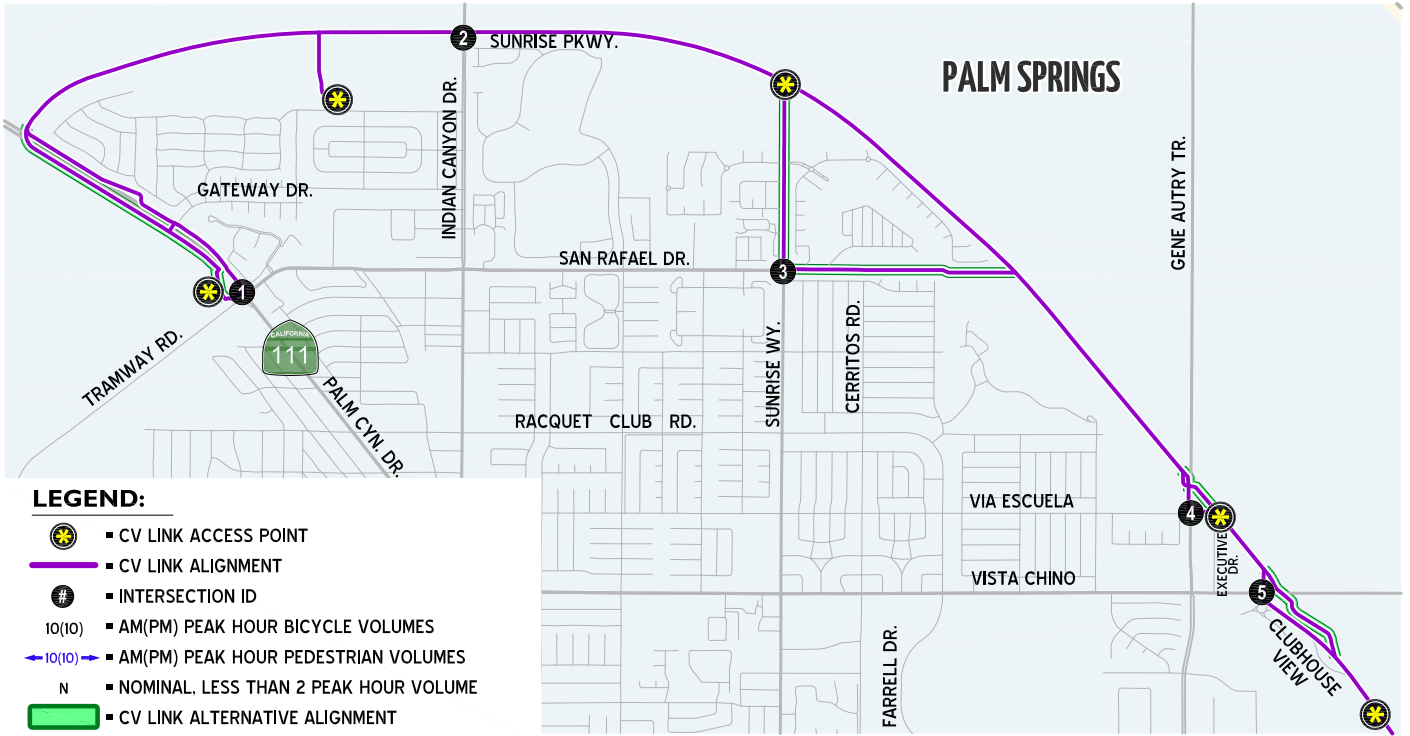 2
SUNRISE PKWY.
PALM SPRINGS
INDIAN CANYON DR.
GENE AUTRY TR.
GATEWAY DR.
SAN RAFAEL DR.
3
1
TRAMWAY RD.
CALIFORNIA
111
PALM CYN. DR.
SUNRISE WY.
CERRITOS RD.
RACQUET CLUB RD.
VIA ESCUELA
4
EXECUTIVE
DR.
VISTA CHINO
5
CLUBHOUSE
VIEW
FARRELL DR.
LEGEND:
= CV LINK ACCESS POINT
= CV LINK ALIGNMENT
# = INTERSECTION ID
10(10) = AM(PM) PEAK HOUR BICYCLE VOLUMES
10(10) = AM(PM) PEAK HOUR PEDESTRIAN VOLUMES
N = NOMINAL, LESS THAN 2 PEAK HOUR VOLUME
= CV LINK ALTERNATIVE ALIGNMENT